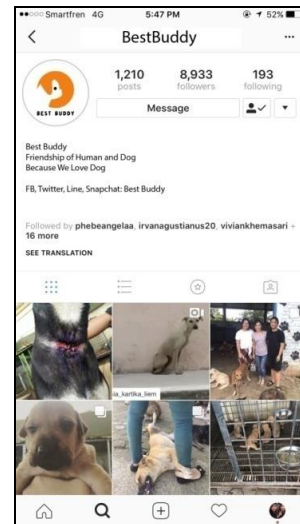 Smartfren 4G 5:47 PM 52%
BestBuddy
BEST BUDDY
1,210 8,933 193
posts followers following
Message
Best Buddy
Friendship of Human and Dog
Because We Love Dog
FB, Twitter, Line, Snapchat: Best Buddy
Followed by phebeangelaa, irvanagustianus20, viviankhemasari +
16 more
SEE TRANSLATION
ia_kartika_liem